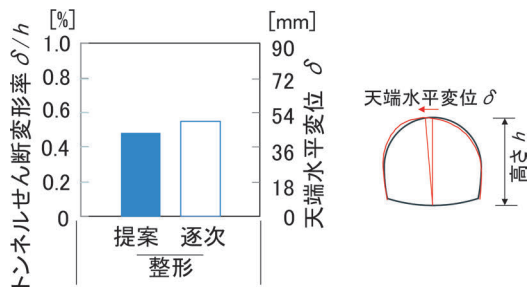 [%]
[mm]
トンネルせん断変形率 δ/h
1.0
0.8
0.6
0.4
0.2
0
90
72
54
36
18
0
天端水平変位 δ
提案 逐次
整形
天端水平変位 δ
高さ h